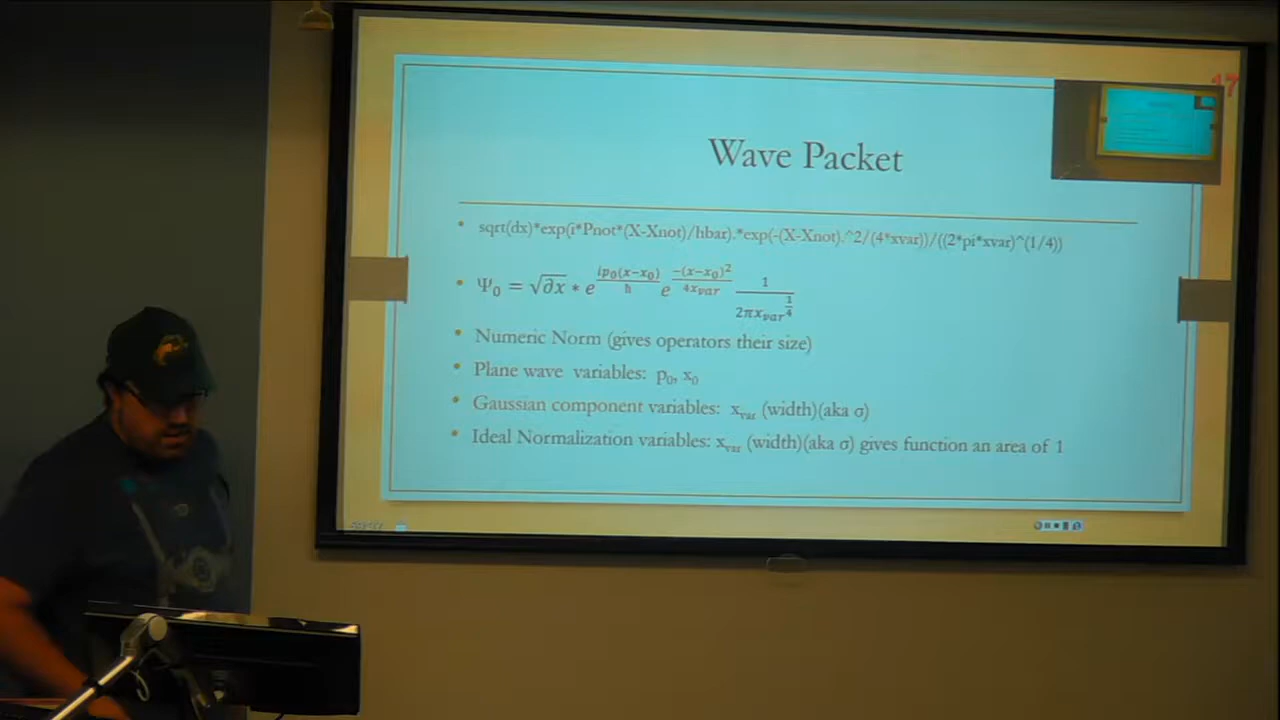 47
Wave Packet
• sqrt(dx)*exp(i*Pnot*(X-Xnot)/hbar).*exp(-(X-Xnot).^2/(4*xvar))/((2*pi*xvar)^(1/4))
• Ψ₀ = √∂x * e^{ip₀(x−x₀)/ħ} e^{−(x−x₀)²/4x_var} 1/2πx_var^{1/4}
• Numeric Norm (gives operators their size)
• Plane wave variables: p₀, x₀
• Gaussian component variables: x_var (width)(aka σ)
• Ideal Normalization variables: x_var (width)(aka σ) gives function an area of 1